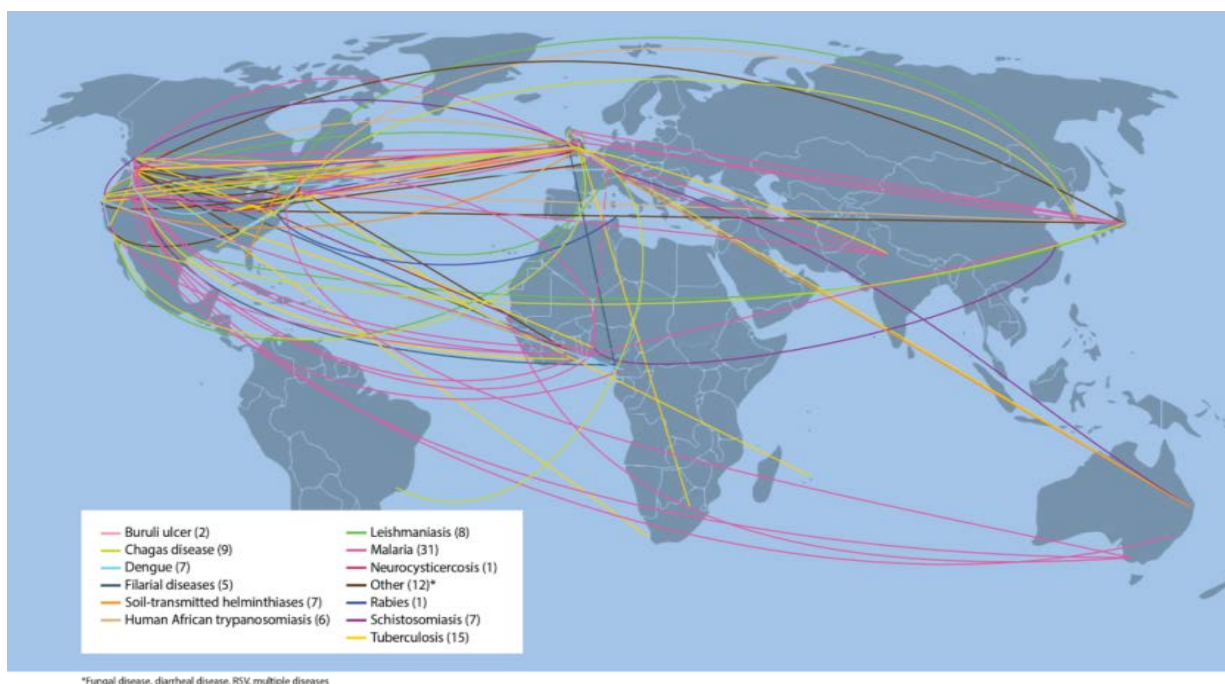 Buruli ulcer (2)
Chagas disease (9)
Dengue (7)
Filarial diseases (5)
Soil-transmitted helminthiases (7)
Human African trypanosomiasis (6)
Leishmaniasis (8)
Malaria (31)
Neurocysticercosis (1)
Other (12)*
Rabies (1)
Schistosomiasis (7)
Tuberculosis (15)
*Fungal disease, diarrheal disease, RSV, multiple diseases